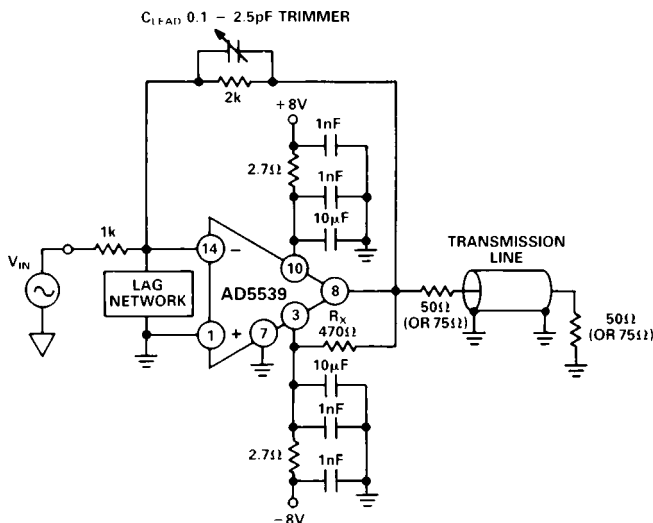 CLEAD 0.1 – 2.5pF TRIMMER
2k
+8V
1nF
2.7Ω
1nF
10μF
1k
VIN
14
–
10
TRANSMISSION
LINE
LAG
NETWORK
AD5539
8
1
+
7
3
RX
470Ω
50Ω
(OR 75Ω)
50Ω
(OR 75Ω)
10μF
1nF
2.7Ω
1nF
–8V